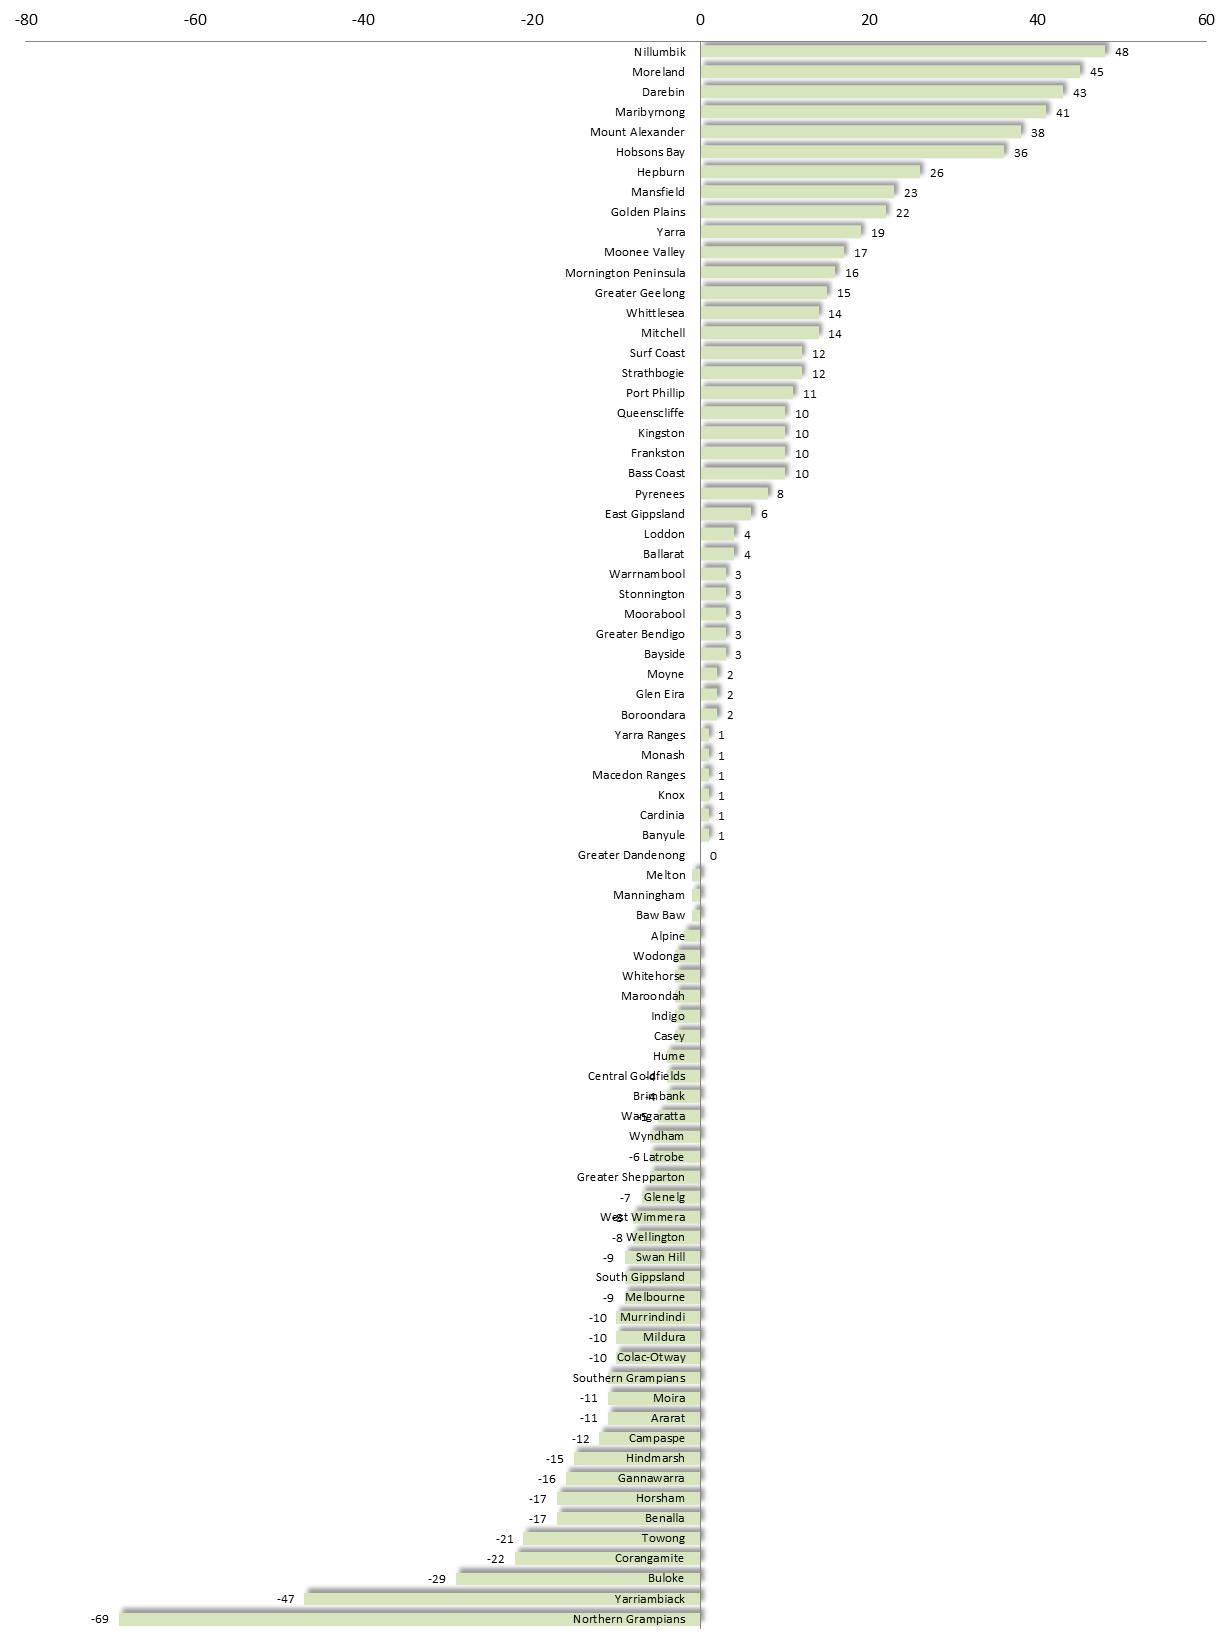 -80 -60 -40 -20 0 20 40 60
Nillumbik 48
Moreland 45
Darebin 43
Maribyrnong 41
Mount Alexander 38
Hobsons Bay 36
Hepburn 26
Mansfield 23
Golden Plains 22
Yarra 19
Moonee Valley 17
Mornington Peninsula 16
Greater Geelong 15
Whittlesea 14
Mitchell 14
Surf Coast 12
Strathbogie 12
Port Phillip 11
Queenscliffe 10
Kingston 10
Frankston 10
Bass Coast 10
Pyrenees 8
East Gippsland 6
Loddon 4
Ballarat 4
Warrnambool 3
Stonnington 3
Moorabool 3
Greater Bendigo 3
Bayside 3
Moyne 2
Glen Eira 2
Boroondara 2
Yarra Ranges 1
Monash 1
Macedon Ranges 1
Knox 1
Cardinia 1
Banyule 1
Greater Dandenong 0
Melton
Manningham
Baw Baw
Alpine
Wodonga
Whitehorse
Maroondah
Indigo
Casey
Hume
-4 Central Goldfields
-4 Brimbank
-5 Wangaratta
Wyndham
-6 Latrobe
Greater Shepparton
-7 Glenelg
-8 West Wimmera
-8 Wellington
-9 Swan Hill
South Gippsland
-9 Melbourne
-10 Murrindindi
-10 Mildura
-10 Colac-Otway
Southern Grampians
-11 Moira
-11 Ararat
-12 Campaspe
-15 Hindmarsh
-16 Gannawarra
-17 Horsham
-17 Benalla
-21 Towong
-22 Corangamite
-29 Buloke
-47 Yarriambiack
-69 Northern Grampians